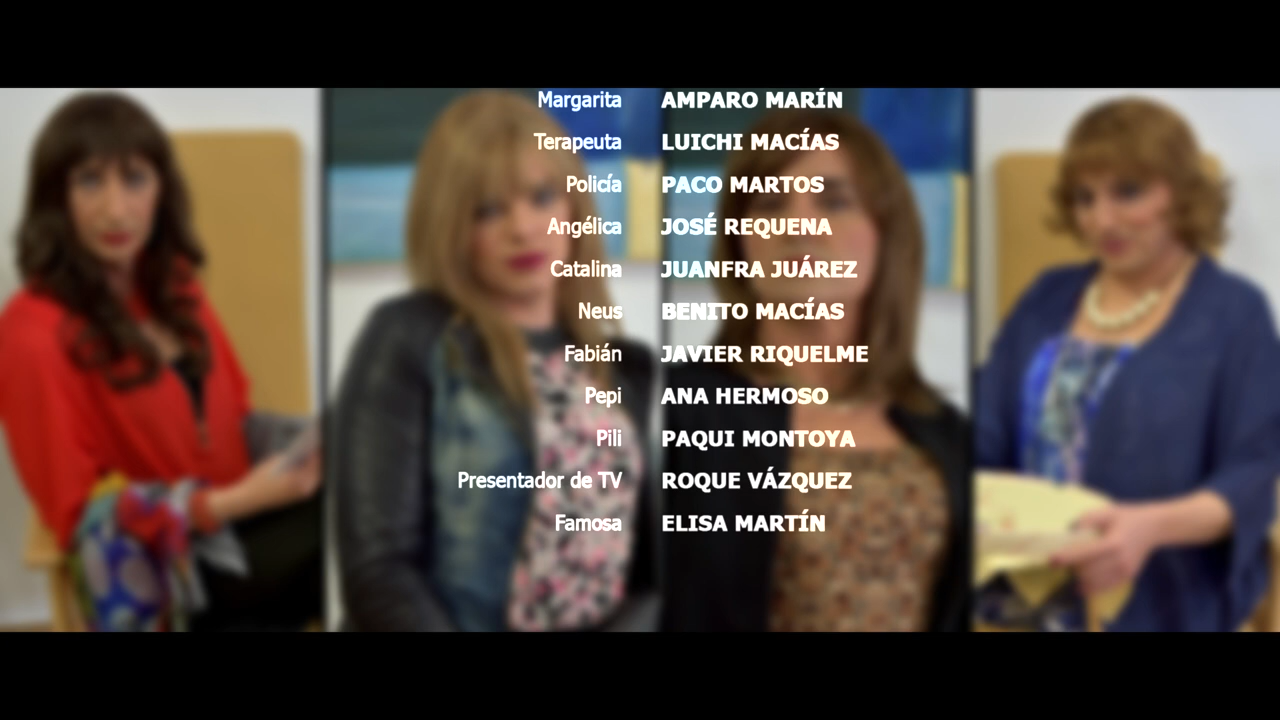 Margarita AMPARO MARÍN
Terapeuta LUICHI MACÍAS
Policía PACO MARTOS
Angélica JOSÉ REQUENA
Catalina JUANFRA JUÁREZ
Neus BENITO MACÍAS
Fabián JAVIER RIQUELME
Pepi ANA HERMOSO
Pili PAQUI MONTOYA
Presentador de TV ROQUE VÁZQUEZ
Famosa ELISA MARTÍN